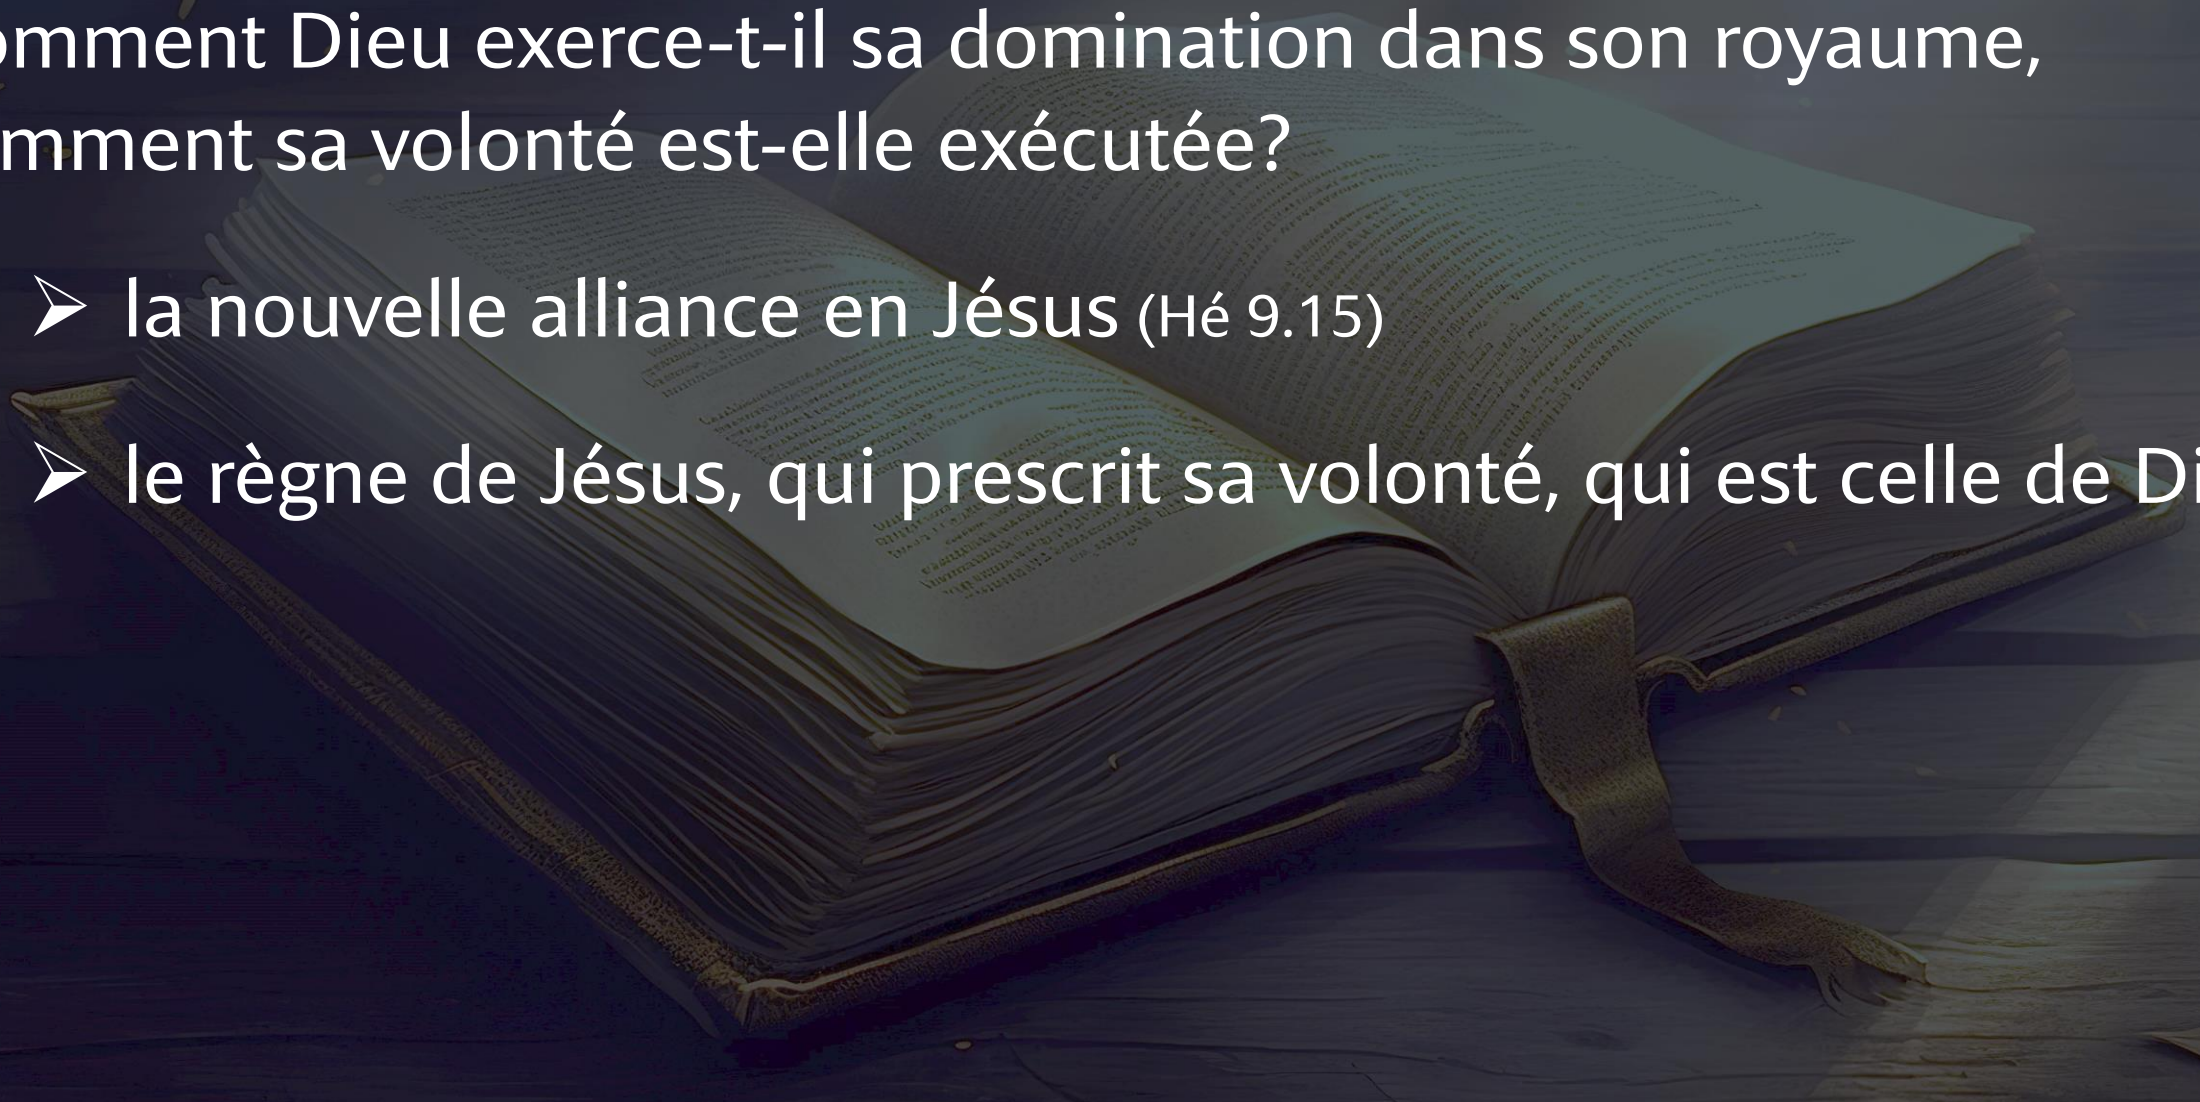 omment Dieu exerce-t-il sa domination dans son royaume,
mment sa volonté est-elle exécutée?
➢ la nouvelle alliance en Jésus (Hé 9.15)
➢ le règne de Jésus, qui prescrit sa volonté, qui est celle de Di